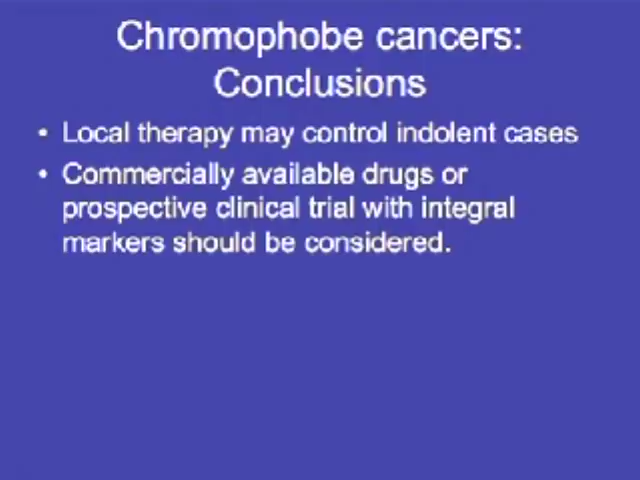 Chromophobe cancers:
Conclusions
• Local therapy may control indolent cases
• Commercially available drugs or
prospective clinical trial with integral
markers should be considered.